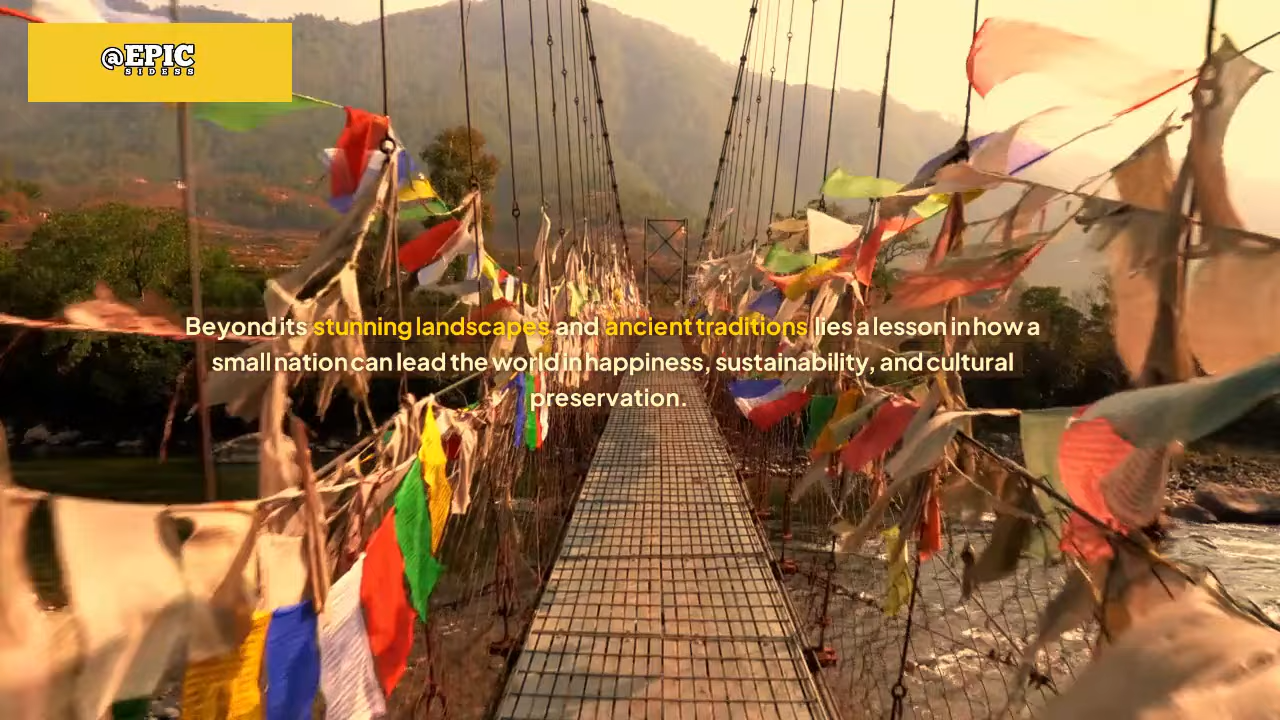 @EPIC
SIDESS
Beyond its stunning landscapes and ancient traditions lies a lesson in how a
small nation can lead the world in happiness, sustainability, and cultural
preservation.